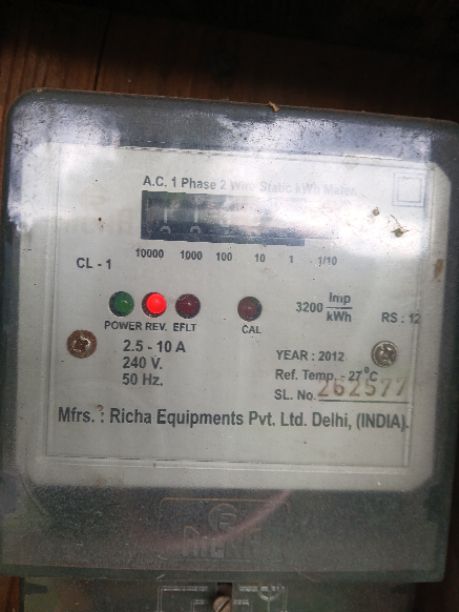 A.C. 1 Phase 2 Wire Static kWh Meter
10000 1000 100 10 1 1/10
CL - 1
POWER REV. EFLT
CAL
3200 Imp/kWh
RS : 12
2.5 - 10 A
240 V.
50 Hz.
YEAR : 2012
Ref. Temp. - 27°C
SL. No. 262577
Mfrs. : Richa Equipments Pvt. Ltd. Delhi, (INDIA).